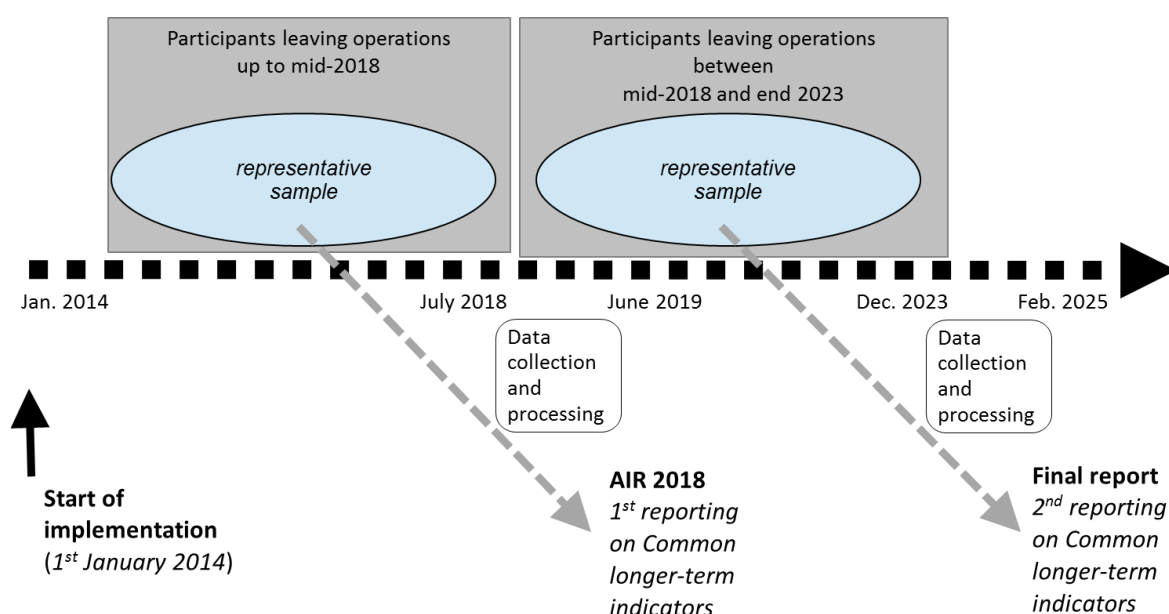 Participants leaving operations
up to mid-2018
representative
sample
Participants leaving operations
between
mid-2018 and end 2023
representative
sample
Jan. 2014
July 2018
June 2019
Dec. 2023
Feb. 2025
Data
collection
and
processing
Data
collection
and
processing
Start of
implementation
(1st January 2014)
AIR 2018
1st reporting
on Common
longer-term
indicators
Final report
2nd reporting
on Common
longer-term
indicators